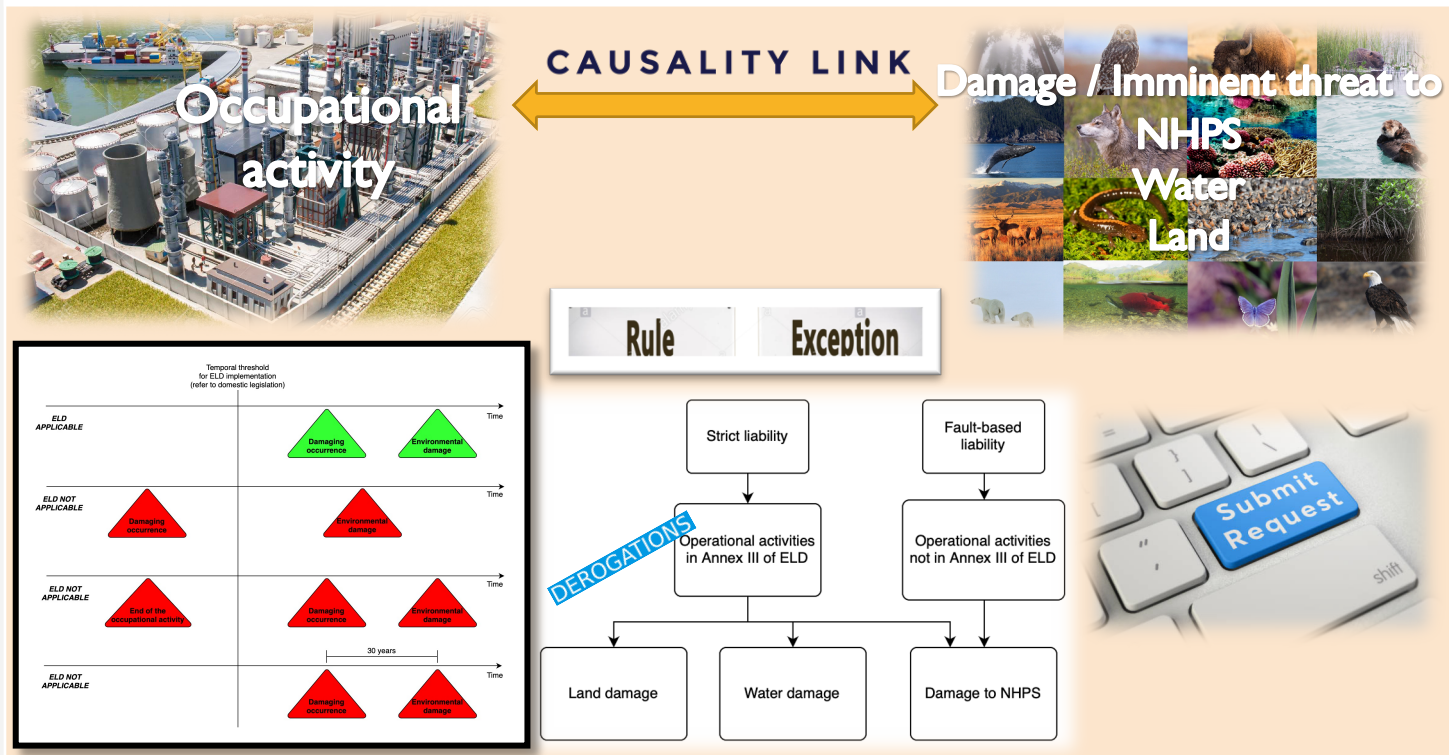 CAUSALITY LINK
Occupational
activity
Damage / Imminent threat to
NHPS
Water
Land
Rule
Exception
Temporal threshold
for ELD implementation
(refer to domestic legislation)
ELD
APPLICABLE
Time
Damaging
occurrence
Environmental
damage
ELD NOT
APPLICABLE
Time
Damaging
occurrence
Environmental
damage
ELD NOT
APPLICABLE
Time
End of the
occupational activity
Damaging
occurrence
Environmental
damage
30 years
ELD NOT
APPLICABLE
Time
Damaging
occurrence
Environmental
damage
Strict liability
Fault-based
liability
DEROGATIONS
Operational activities
in Annex III of ELD
Operational activities
not in Annex III of ELD
Land damage
Water damage
Damage to NHPS
Submit
Request
shift